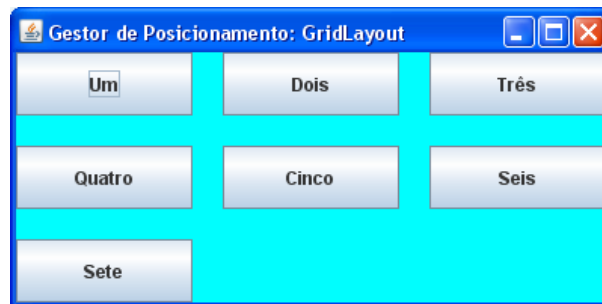 Gestor de Posicionamento: GridLayout
Um Dois Três
Quatro Cinco Seis
Sete